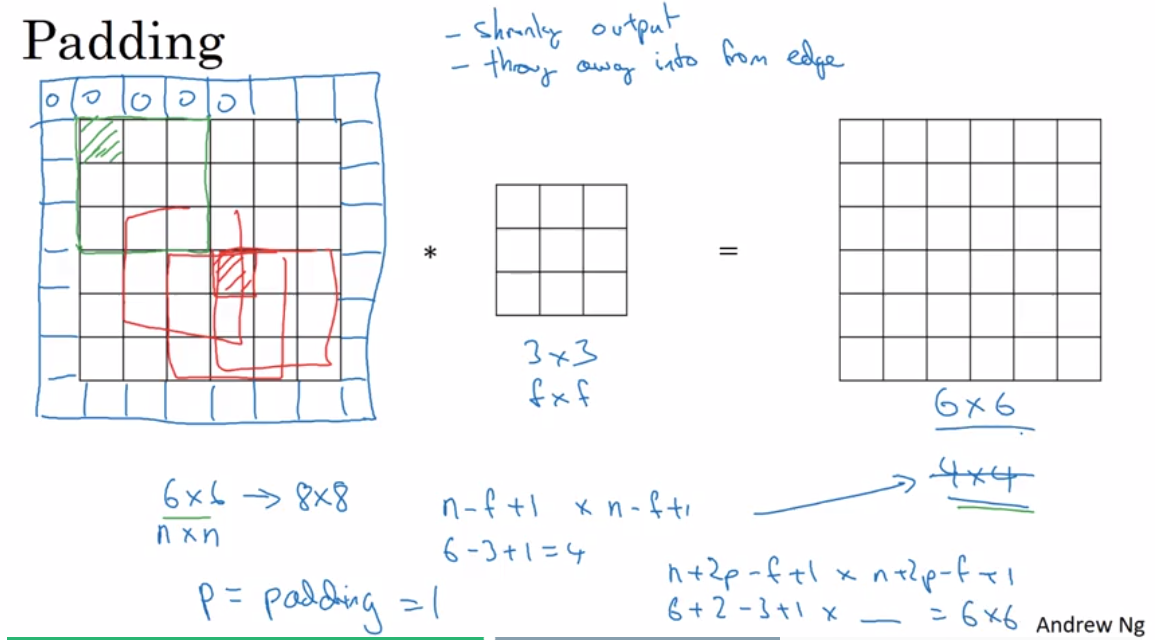 Padding
- shrinky output
- throw away info from edge
0 0 0 0 0
* =
3×3
f×f
6×6
4×4
6×6 → 8×8
n×n
n-f+1 × n-f+1
6-3+1=4
p = padding = 1
n+2p-f+1 × n+2p-f+1
6+2-3+1 × __ = 6×6
Andrew Ng